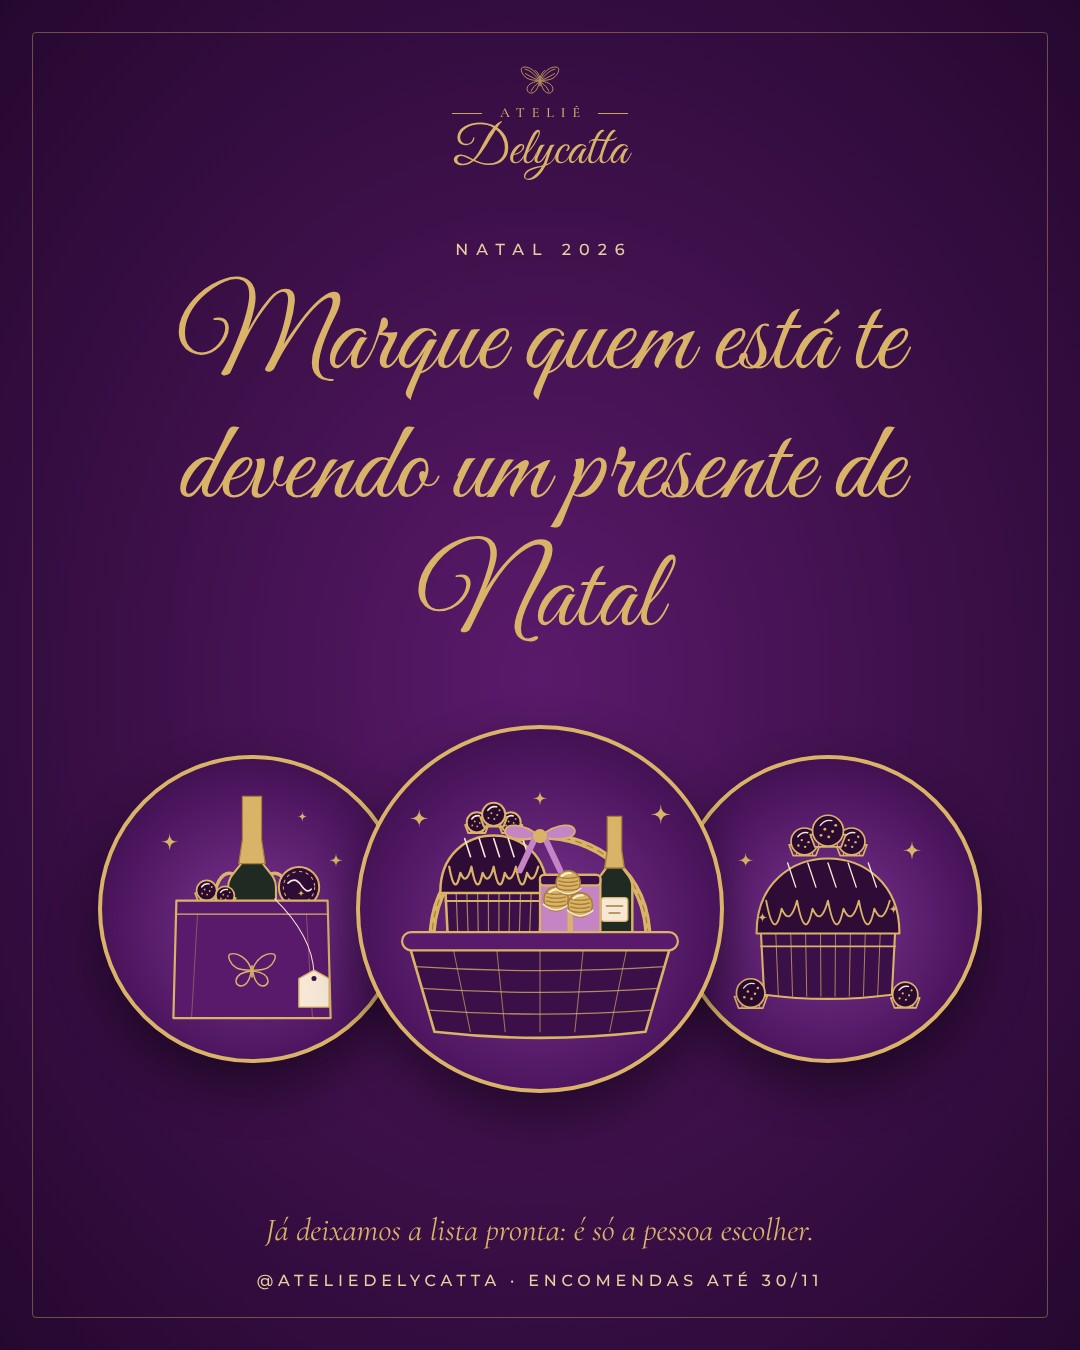 ATELIÊ
Delycatta
NATAL 2026
Marque quem está te
devendo um presente de
Natal
Já deixamos a lista pronta: é só a pessoa escolher.
@ATELIEDELYCATTA · ENCOMENDAS ATÉ 30/11